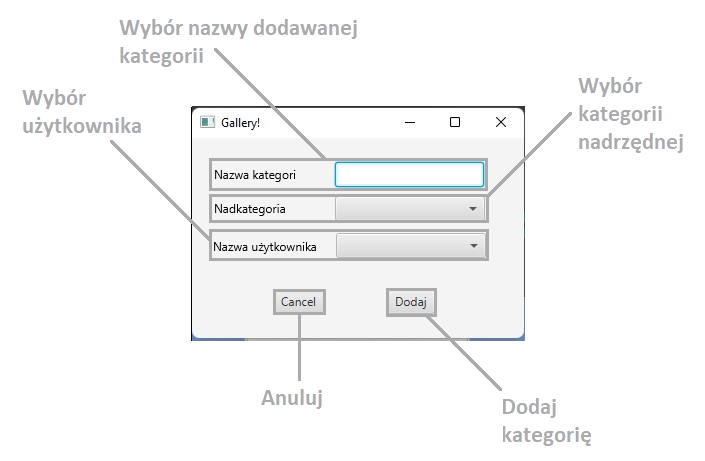 Wybór nazwy dodawanej
kategorii
Wybór
użytkownika
Wybór
kategorii
nadrzędnej
Gallery!
Nazwa kategori
Nadkategoria
Nazwa użytkownika
Cancel
Dodaj
Anuluj
Dodaj
kategorię